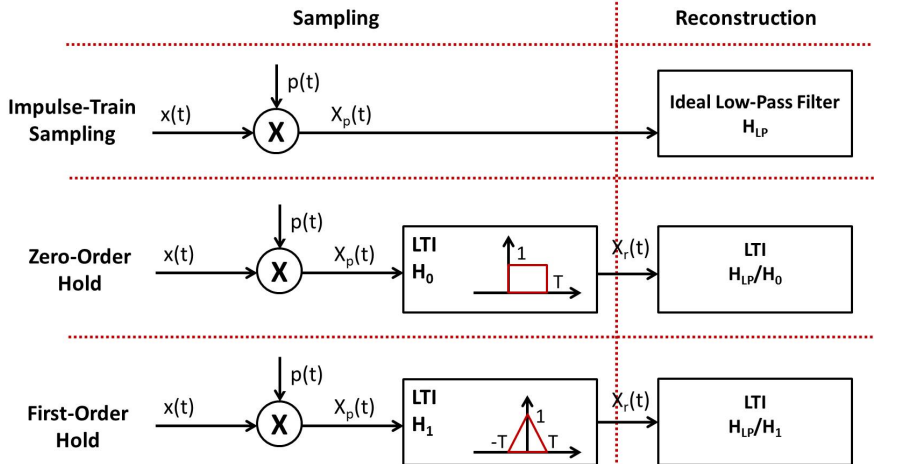 Sampling
Reconstruction
Impulse-Train
Sampling
x(t)
p(t)
X
Xp(t)
Ideal Low-Pass Filter
HLP
Zero-Order
Hold
x(t)
p(t)
X
Xp(t)
LTI
H0
1
T
Xr(t)
LTI
HLP/H0
First-Order
Hold
x(t)
p(t)
X
Xp(t)
LTI
H1
1
-T
T
Xr(t)
LTI
HLP/H1